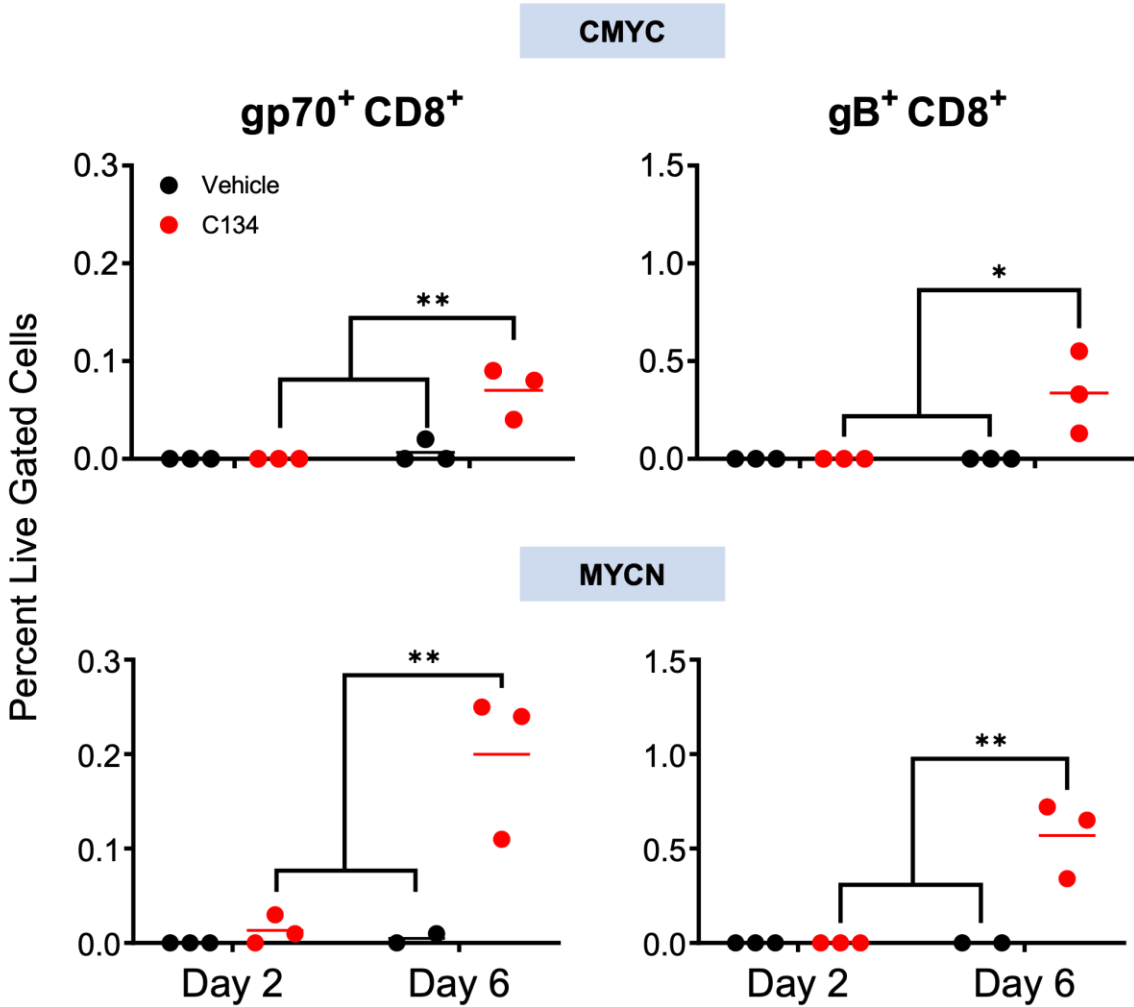 CMYC
gp70⁺ CD8⁺
gB⁺ CD8⁺
0.3
0.2
0.1
0.0
Vehicle
C134
**
1.5
1.0
0.5
0.0
*
Percent Live Gated Cells
MYCN
0.3
0.2
0.1
0.0
**
Day 2 Day 6
1.5
1.0
0.5
0.0
**
Day 2 Day 6